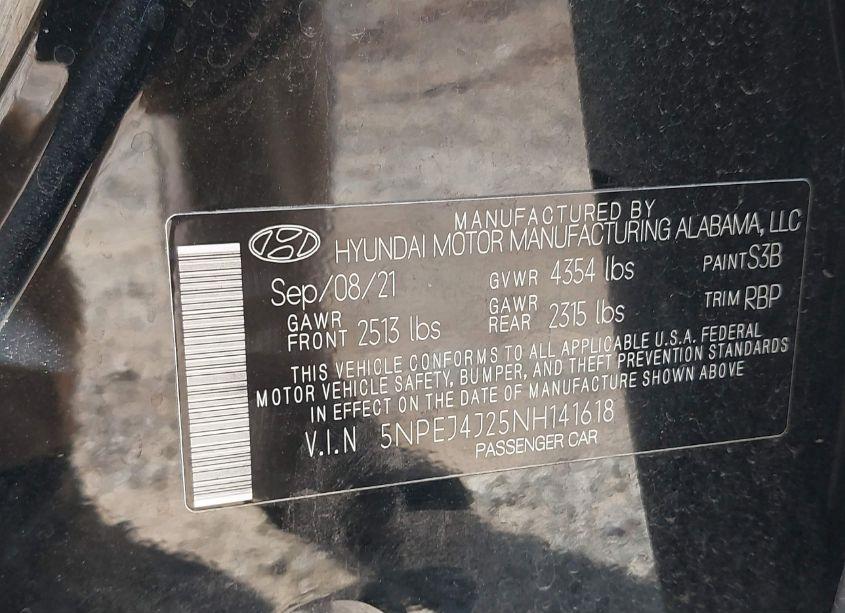 MANUFACTURED BY
HYUNDAI MOTOR MANUFACTURING ALABAMA, LLC
Sep/08/21 GVWR 4354 lbs PAINT S3B
GAWR FRONT 2513 lbs GAWR REAR 2315 lbs TRIM RBP
THIS VEHICLE CONFORMS TO ALL APPLICABLE U.S.A. FEDERAL
MOTOR VEHICLE SAFETY, BUMPER, AND THEFT PREVENTION STANDARDS
IN EFFECT ON THE DATE OF MANUFACTURE SHOWN ABOVE
V.I.N 5NPEJ4J25NH141618
PASSENGER CAR